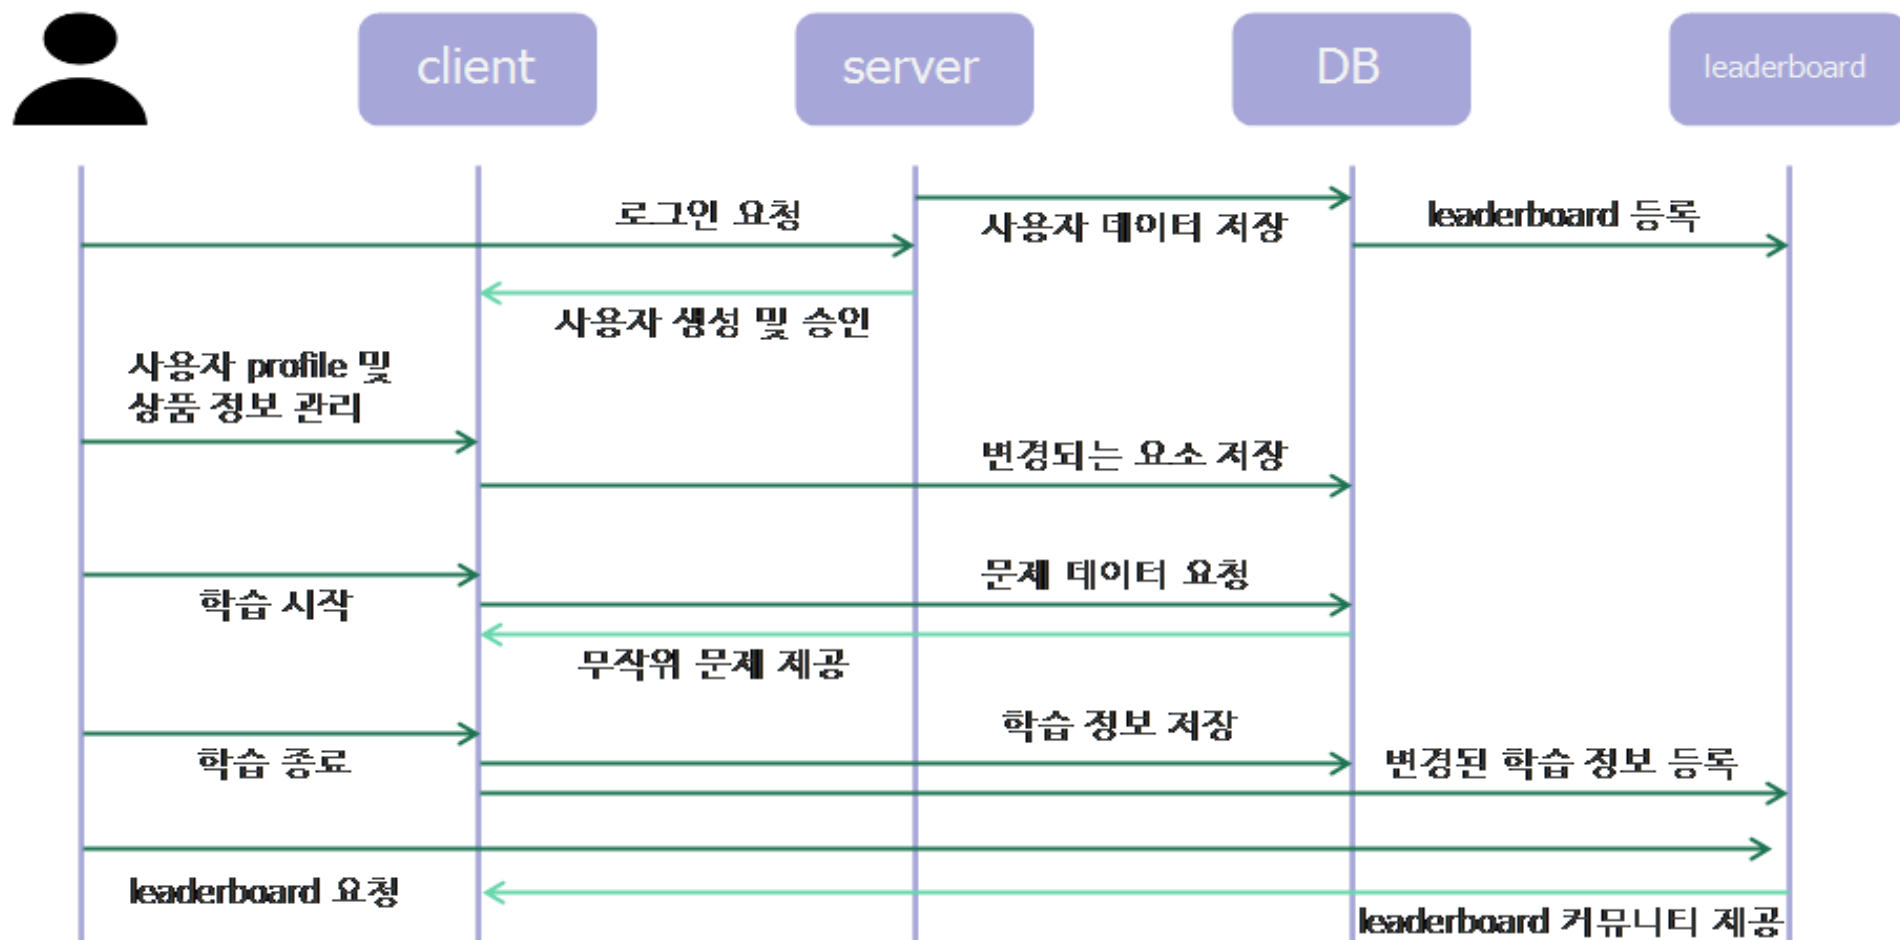 client
server
DB
leaderboard
로그인 요청
사용자 데이터 저장
leaderboard 등록
사용자 생성 및 승인
사용자 profile 및
상품 정보 관리
변경되는 요소 저장
학습 시작
문제 데이터 요청
무작위 문제 제공
학습 종료
학습 정보 저장
변경된 학습 정보 등록
leaderboard 요청
leaderboard 커뮤니티 제공